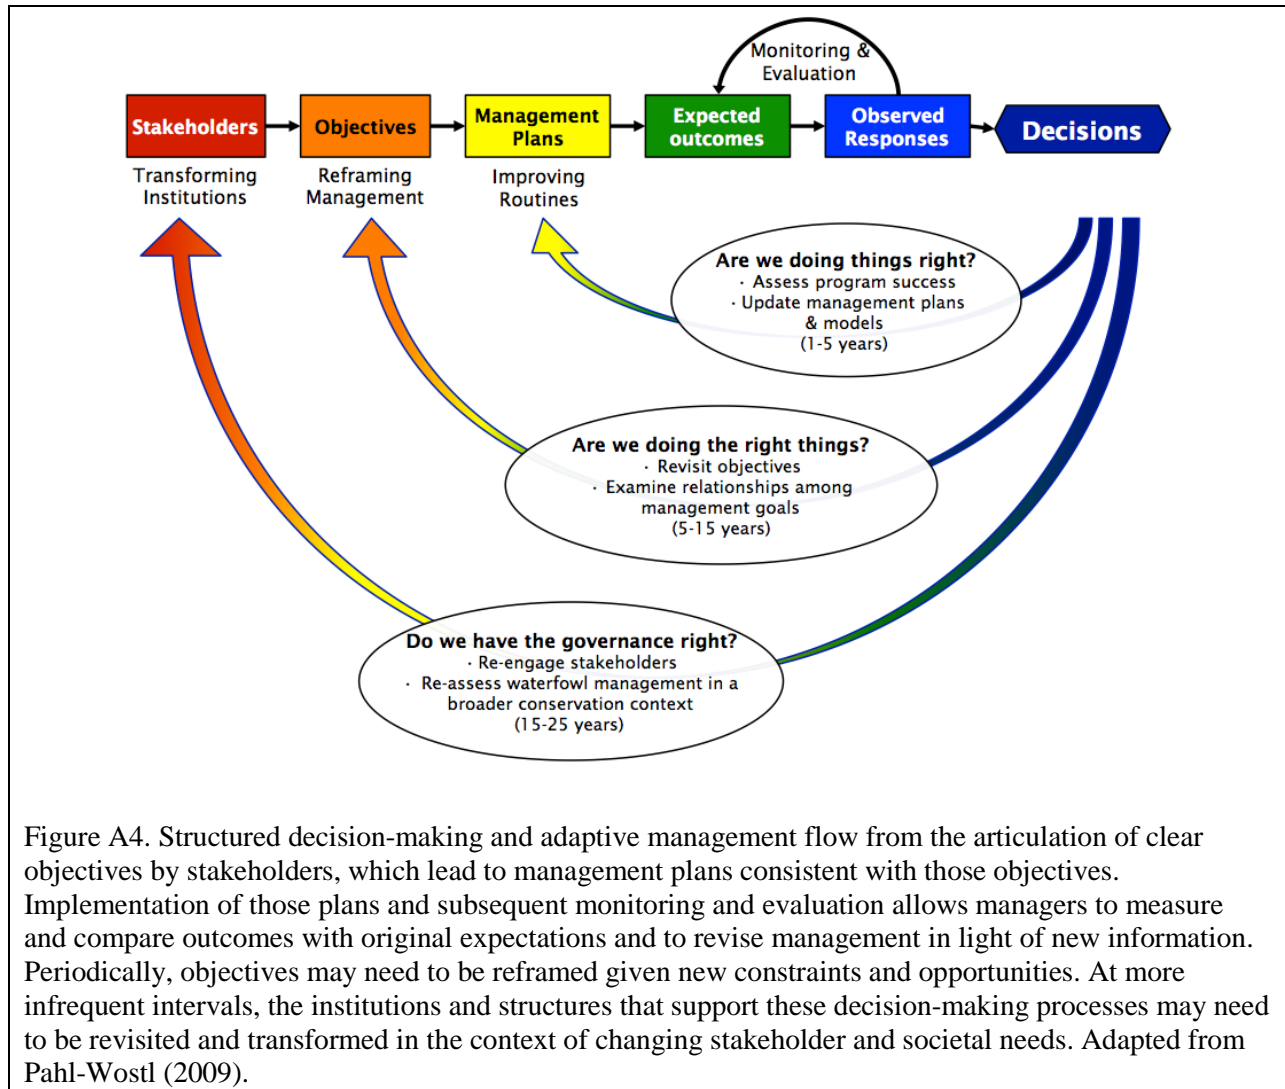 Monitoring &
Evaluation
Stakeholders
Objectives
Management
Plans
Expected
outcomes
Observed
Responses
Decisions
Transforming
Institutions
Reframing
Management
Improving
Routines
Are we doing things right?
· Assess program success
· Update management plans
& models
(1-5 years)
Are we doing the right things?
· Revisit objectives
· Examine relationships among
management goals
(5-15 years)
Do we have the governance right?
· Re-engage stakeholders
· Re-assess waterfowl management in a
broader conservation context
(15-25 years)
Figure A4. Structured decision-making and adaptive management flow from the articulation of clear
objectives by stakeholders, which lead to management plans consistent with those objectives.
Implementation of those plans and subsequent monitoring and evaluation allows managers to measure
and compare outcomes with original expectations and to revise management in light of new information.
Periodically, objectives may need to be reframed given new constraints and opportunities. At more
infrequent intervals, the institutions and structures that support these decision-making processes may need
to be revisited and transformed in the context of changing stakeholder and societal needs. Adapted from
Pahl-Wostl (2009).